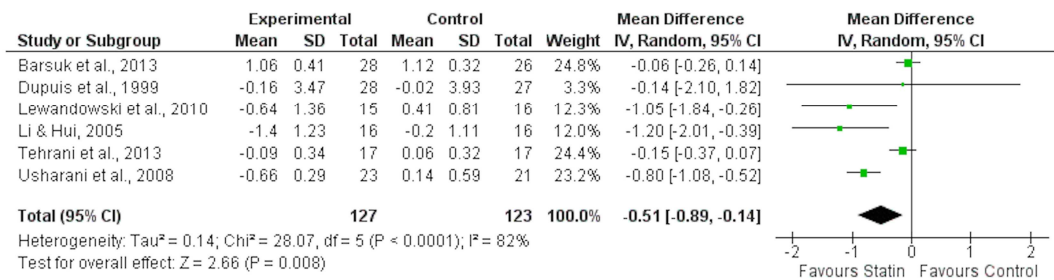 Experimental Control Mean Difference Mean Difference
Study or Subgroup Mean SD Total Mean SD Total Weight IV, Random, 95% CI IV, Random, 95% CI
Barsuk et al., 2013 1.06 0.41 28 1.12 0.32 26 24.8% -0.06 [-0.26, 0.14]
Dupuis et al., 1999 -0.16 3.47 28 -0.02 3.93 27 3.3% -0.14 [-2.10, 1.82]
Lewandowski et al., 2010 -0.64 1.36 15 0.41 0.81 16 12.3% -1.05 [-1.84, -0.26]
Li & Hui, 2005 -1.4 1.23 16 -0.2 1.11 16 12.0% -1.20 [-2.01, -0.39]
Tehrani et al., 2013 -0.09 0.34 17 0.06 0.32 17 24.4% -0.15 [-0.37, 0.07]
Usharani et al., 2008 -0.66 0.29 23 0.14 0.59 21 23.2% -0.80 [-1.08, -0.52]
Total (95% CI) 127 123 100.0% -0.51 [-0.89, -0.14]
Heterogeneity: Tau² = 0.14; Chi² = 28.07, df = 5 (P < 0.0001); I² = 82%
Test for overall effect: Z = 2.66 (P = 0.008)
-2 -1 0 1 2
Favours Statin Favours Control